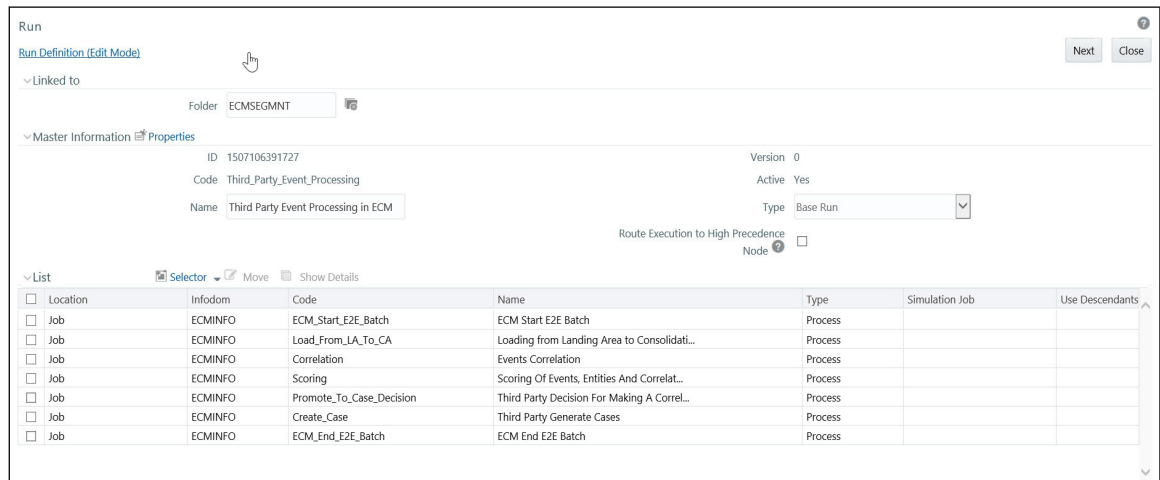 Run
Run Definition (Edit Mode)
Next Close
Linked to
Folder ECMSEGMNT
Master Information Properties
ID 1507106391727 Version 0
Code Third_Party_Event_Processing Active Yes
Name Third Party Event Processing in ECM Type Base Run
Route Execution to High Precedence
Node ?
List Selector Move Show Details
Location Infodom Code Name Type Simulation Job Use Descendants
Job ECMINFO ECM_Start_E2E_Batch ECM Start E2E Batch Process
Job ECMINFO Load_From_LA_To_CA Loading from Landing Area to Consolidati... Process
Job ECMINFO Correlation Events Correlation Process
Job ECMINFO Scoring Scoring Of Events, Entities And Correlat... Process
Job ECMINFO Promote_To_Case_Decision Third Party Decision For Making A Correl... Process
Job ECMINFO Create_Case Third Party Generate Cases Process
Job ECMINFO ECM_End_E2E_Batch ECM End E2E Batch Process